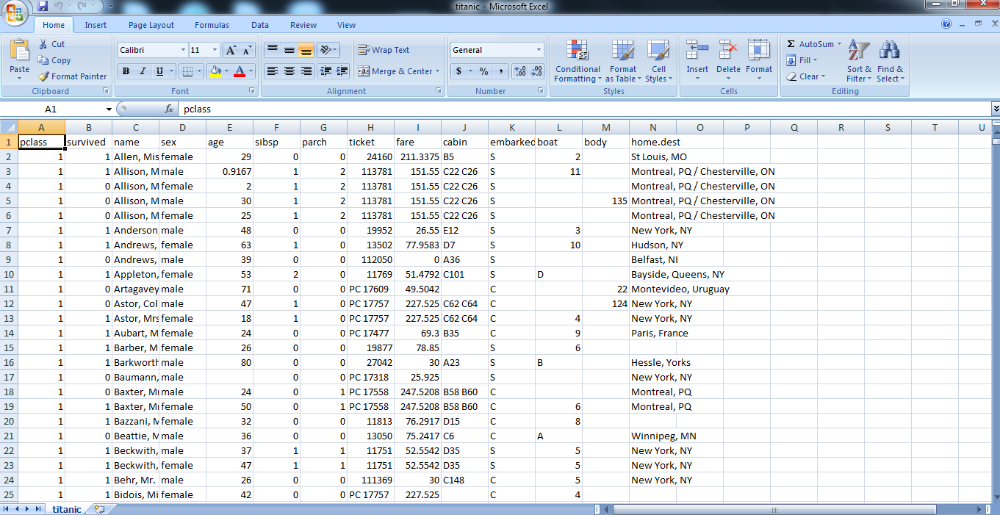 titanic - Microsoft Excel
Home Insert Page Layout Formulas Data Review View
Paste Cut Copy Format Painter Clipboard
Calibri 11 B I U A A A Font
Wrap Text Merge & Center Alignment
General $ % , .00 .0 Number
Conditional Formatting Format as Table Cell Styles Styles
Insert Delete Format Cells
Σ AutoSum Fill Clear Sort & Filter Find & Select Editing
A1 fx pclass
A B C D E F G H I J K L M N O P Q R S T U
1 pclass survived name sex age sibsp parch ticket fare cabin embarked boat body home.dest
2 1 1 Allen, Mis female 29 0 0 24160 211.3375 B5 S 2 St Louis, MO
3 1 1 Allison, M male 0.9167 1 2 113781 151.55 C22 C26 S 11 Montreal, PQ / Chesterville, ON
4 1 0 Allison, M female 2 1 2 113781 151.55 C22 C26 S Montreal, PQ / Chesterville, ON
5 1 0 Allison, M male 30 1 2 113781 151.55 C22 C26 S 135 Montreal, PQ / Chesterville, ON
6 1 0 Allison, M female 25 1 2 113781 151.55 C22 C26 S Montreal, PQ / Chesterville, ON
7 1 1 Anderson male 48 0 0 19952 26.55 E12 S 3 New York, NY
8 1 1 Andrews, female 63 1 0 13502 77.9583 D7 S 10 Hudson, NY
9 1 0 Andrews, male 39 0 0 112050 0 A36 S Belfast, NI
10 1 1 Appleton, female 53 2 0 11769 51.4792 C101 S D Bayside, Queens, NY
11 1 0 Artagavey male 71 0 0 PC 17609 49.5042 C 22 Montevideo, Uruguay
12 1 0 Astor, Col male 47 1 0 PC 17757 227.525 C62 C64 C 124 New York, NY
13 1 1 Astor, Mrs female 18 1 0 PC 17757 227.525 C62 C64 C 4 New York, NY
14 1 1 Aubart, M female 24 0 0 PC 17477 69.3 B35 C 9 Paris, France
15 1 1 Barber, M female 26 0 0 19877 78.85 S 6
16 1 1 Barkworth male 80 0 0 27042 30 A23 S B Hessle, Yorks
17 1 0 Baumann, male 0 0 PC 17318 25.925 S New York, NY
18 1 0 Baxter, Mr male 24 0 1 PC 17558 247.5208 B58 B60 C Montreal, PQ
19 1 1 Baxter, Mr female 50 0 1 PC 17558 247.5208 B58 B60 C 6 Montreal, PQ
20 1 1 Bazzani, M female 32 0 0 11813 76.2917 D15 C 8
21 1 0 Beattie, M male 36 0 0 13050 75.2417 C6 C A Winnipeg, MN
22 1 1 Beckwith, male 37 1 1 11751 52.5542 D35 S 5 New York, NY
23 1 1 Beckwith, female 47 1 1 11751 52.5542 D35 S 5 New York, NY
24 1 1 Behr, Mr. male 26 0 0 111369 30 C148 C 5 New York, NY
25 1 1 Bidois, Mi female 42 0 0 PC 17757 227.525 C 4
titanic